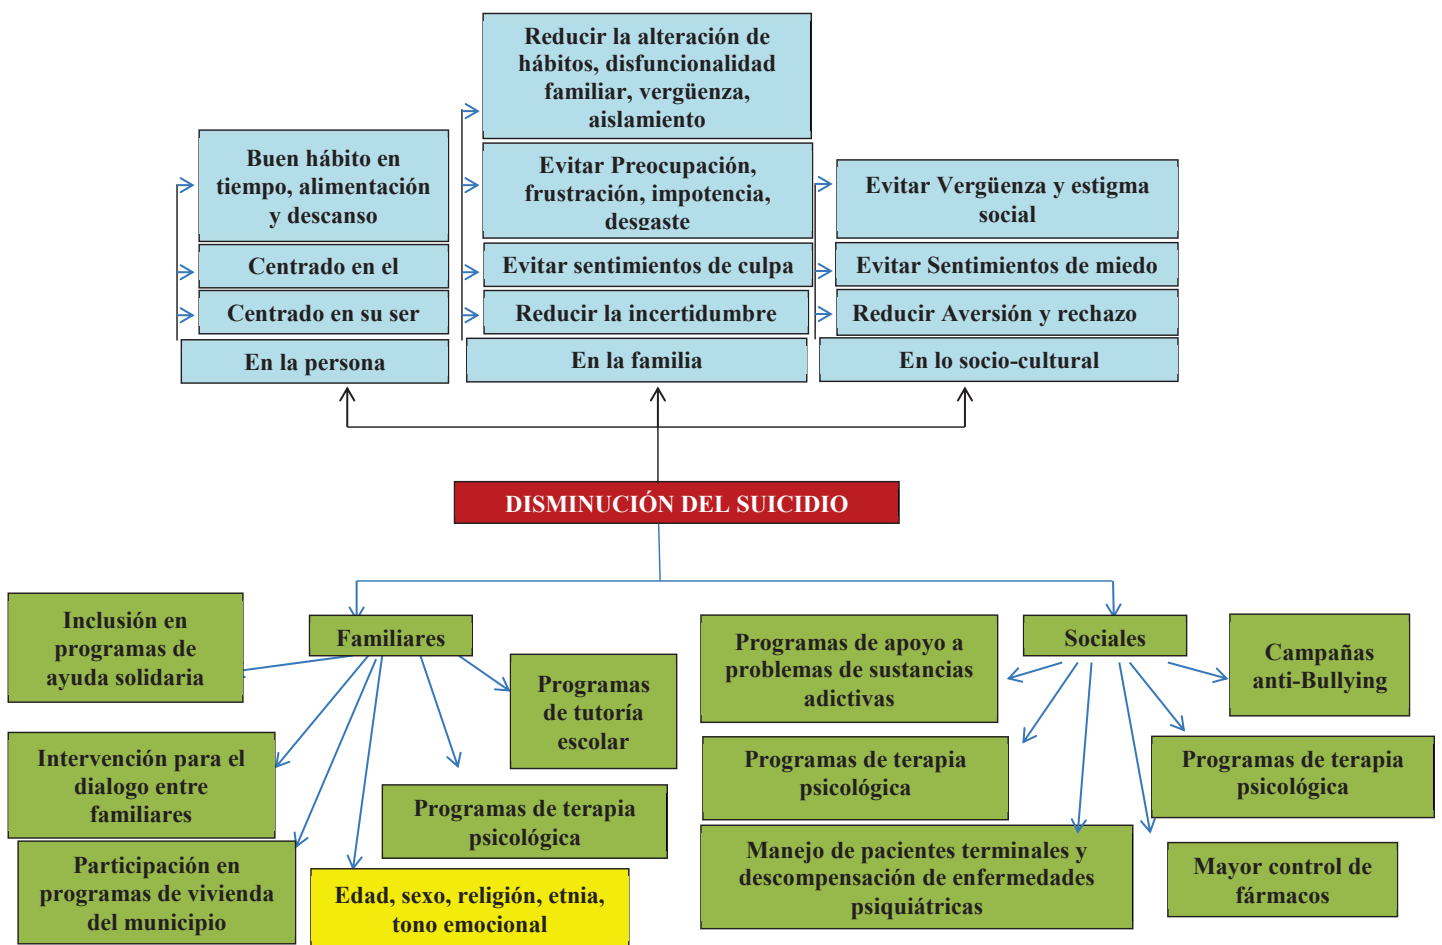 Reducir la alteración de
hábitos, disfuncionalidad
familiar, vergüenza,
aislamiento
Buen hábito en
tiempo, alimentación
y descanso
Evitar Preocupación,
frustración, impotencia,
desgaste
Evitar Vergüenza y estigma
social
Centrado en el
Evitar sentimientos de culpa
Evitar Sentimientos de miedo
Centrado en su ser
Reducir la incertidumbre
Reducir Aversión y rechazo
En la persona
En la familia
En lo socio-cultural
DISMINUCIÓN DEL SUICIDIO
Inclusión en
programas de
ayuda solidaria
Familiares
Programas de apoyo a
problemas de sustancias
adictivas
Sociales
Campañas
anti-Bullying
Programas
de tutoría
escolar
Intervención para el
dialogo entre
familiares
Programas de terapia
psicológica
Programas de terapia
psicológica
Programas de terapia
psicológica
Participación en
programas de vivienda
del municipio
Edad, sexo, religión, etnia,
tono emocional
Manejo de pacientes terminales y
descompensación de enfermedades
psiquiátricas
Mayor control de
fármacos